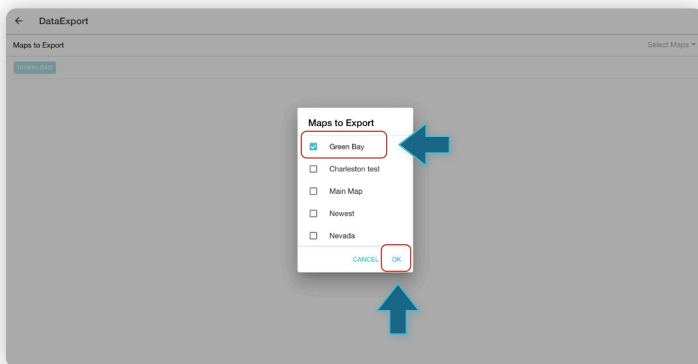 DataExport
Maps to Export
Select Maps
DOWNLOAD
Maps to Export
Green Bay
Charleston test
Main Map
Newest
Nevada
CANCEL OK